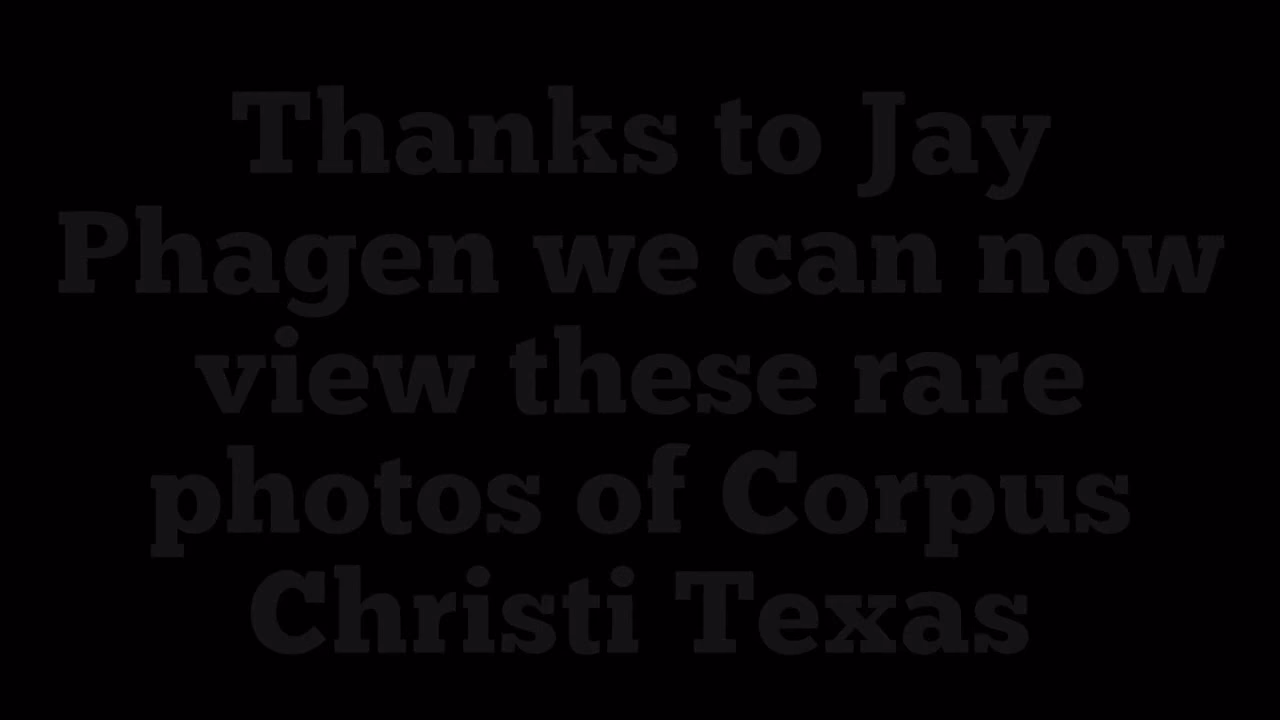 Thanks to Jay
Phagen we can now
view these rare
photos of Corpus
Christi Texas